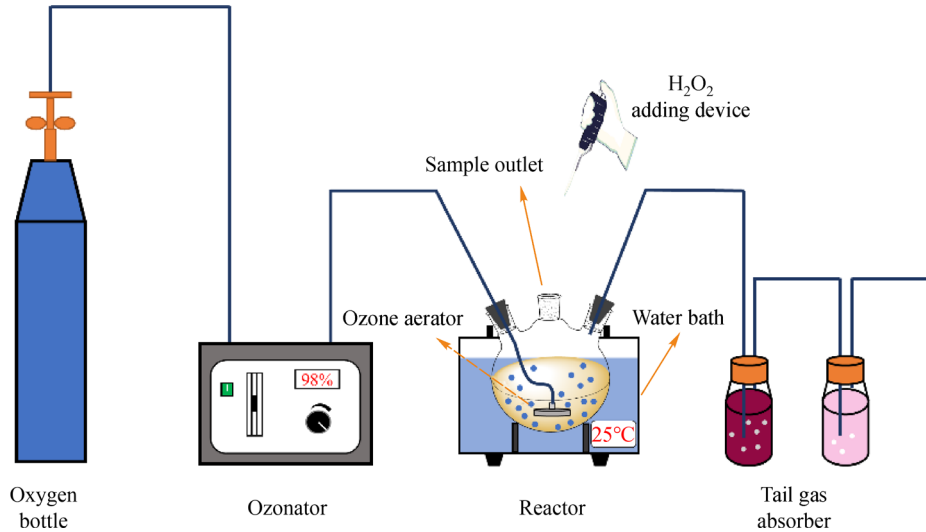 H₂O₂
adding device
Sample outlet
Ozone aerator
Water bath
98%
25℃
Oxygen
bottle
Ozonator
Reactor
Tail gas
absorber